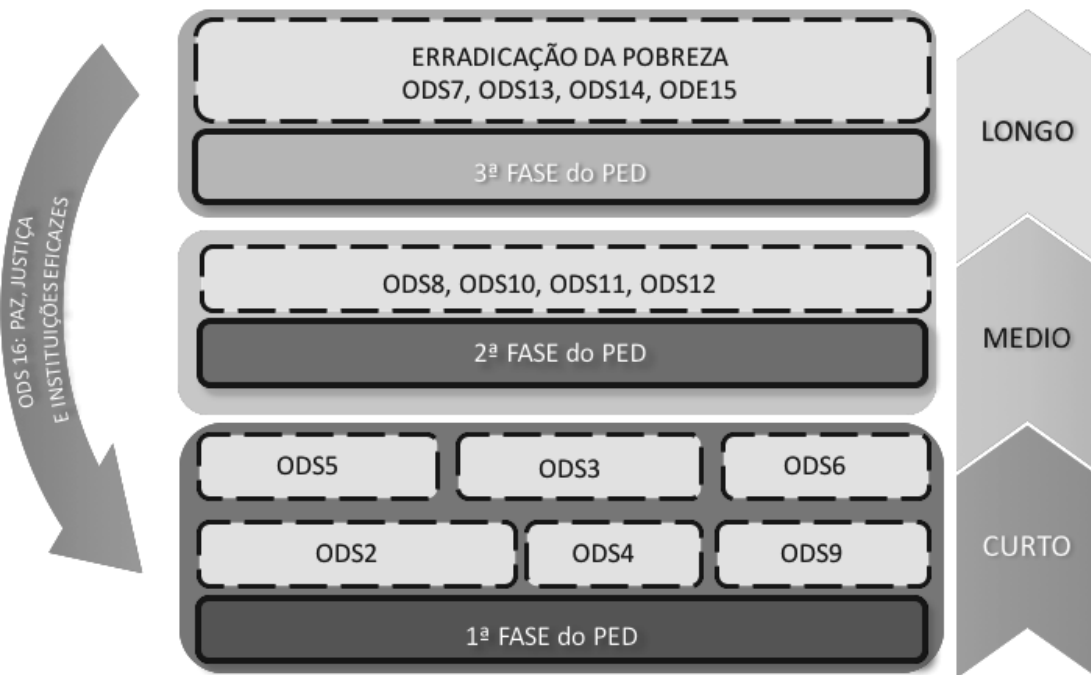 ERRADICAÇÃO DA POBREZA
ODS7, ODS13, ODS14, ODE15
3ª FASE do PED
LONGO
ODS 16: PAZ, JUSTIÇA
E INSTITUIÇÕES EFICAZES
ODS8, ODS10, ODS11, ODS12
2ª FASE do PED
MEDIO
ODS5
ODS3
ODS6
ODS2
ODS4
ODS9
1ª FASE do PED
CURTO